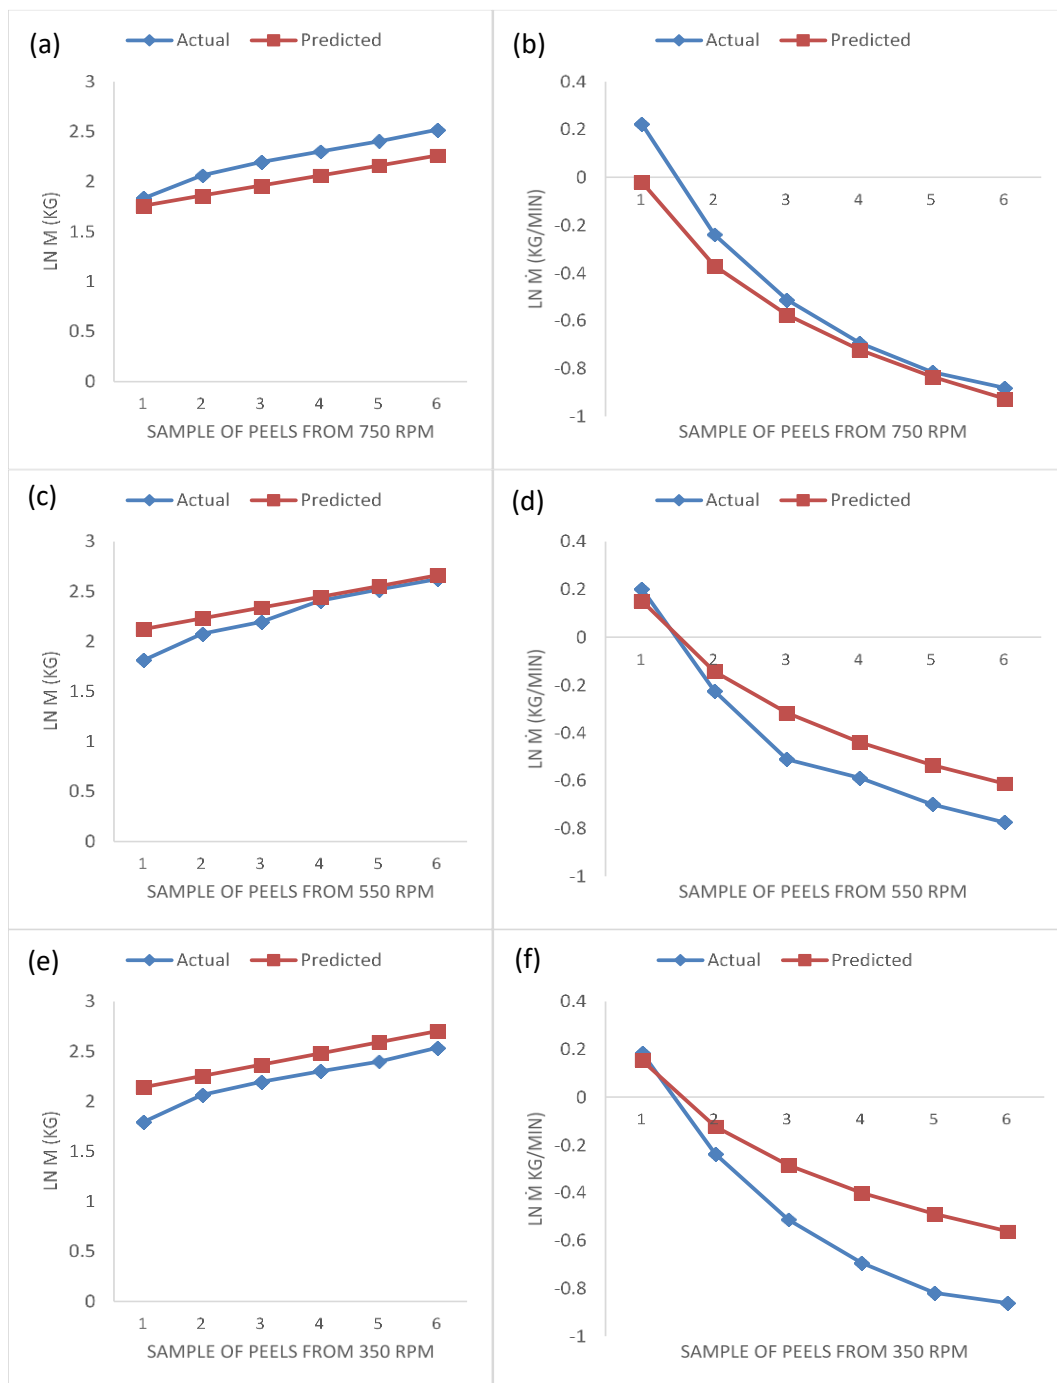 (a)
Actual Predicted
3
2.5
2
1.5
1
0.5
0
LN M (KG)
1 2 3 4 5 6
SAMPLE OF PEELS FROM 750 RPM
(b)
Actual Predicted
0.4
0.2
0
-0.2
-0.4
-0.6
-0.8
-1
LN Ṁ (KG/MIN)
1 2 3 4 5 6
SAMPLE OF PEELS FROM 750 RPM
(c)
Actual Predicted
3
2.5
2
1.5
1
0.5
0
LN M (KG)
1 2 3 4 5 6
SAMPLE OF PEELS FROM 550 RPM
(d)
Actual Predicted
0.4
0.2
0
-0.2
-0.4
-0.6
-0.8
-1
LN Ṁ (KG/MIN)
1 2 3 4 5 6
SAMPLE OF PEELS FROM 550 RPM
(e)
Actual Predicted
3
2.5
2
1.5
1
0.5
0
LN M (KG)
1 2 3 4 5 6
SAMPLE OF PEELS FROM 350 RPM
(f)
Actual Predicted
0.4
0.2
0
-0.2
-0.4
-0.6
-0.8
-1
LN Ṁ KG/MIN)
1 2 3 4 5 6
SAMPLE OF PEELS FROM 350 RPM